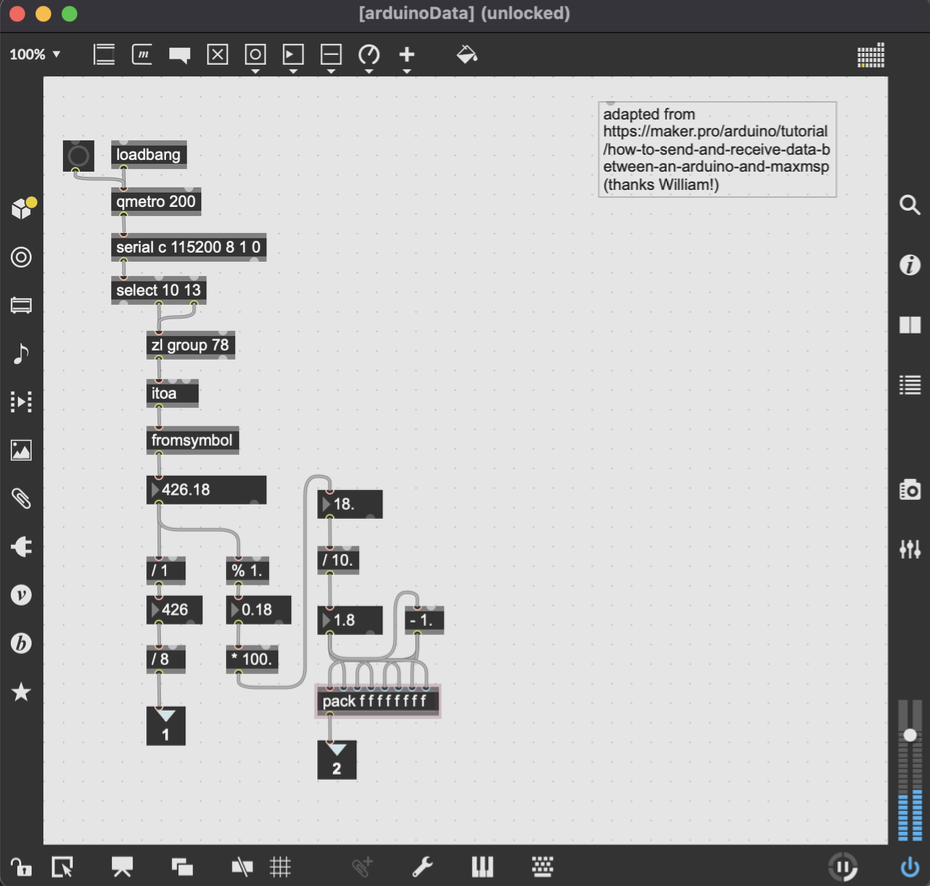 [arduinoData] (unlocked)
100%
m
adapted from
https://maker.pro/arduino/tutorial
/how-to-send-and-receive-data-b
etween-an-arduino-and-maxmsp
(thanks William!)
loadbang
qmetro 200
serial c 115200 8 1 0
select 10 13
zl group 78
itoa
fromsymbol
426.18
18.
/ 1
% 1.
/ 10.
426
0.18
1.8
- 1.
/ 8
* 100.
pack f f f f f f f f
1
2
i
v
b